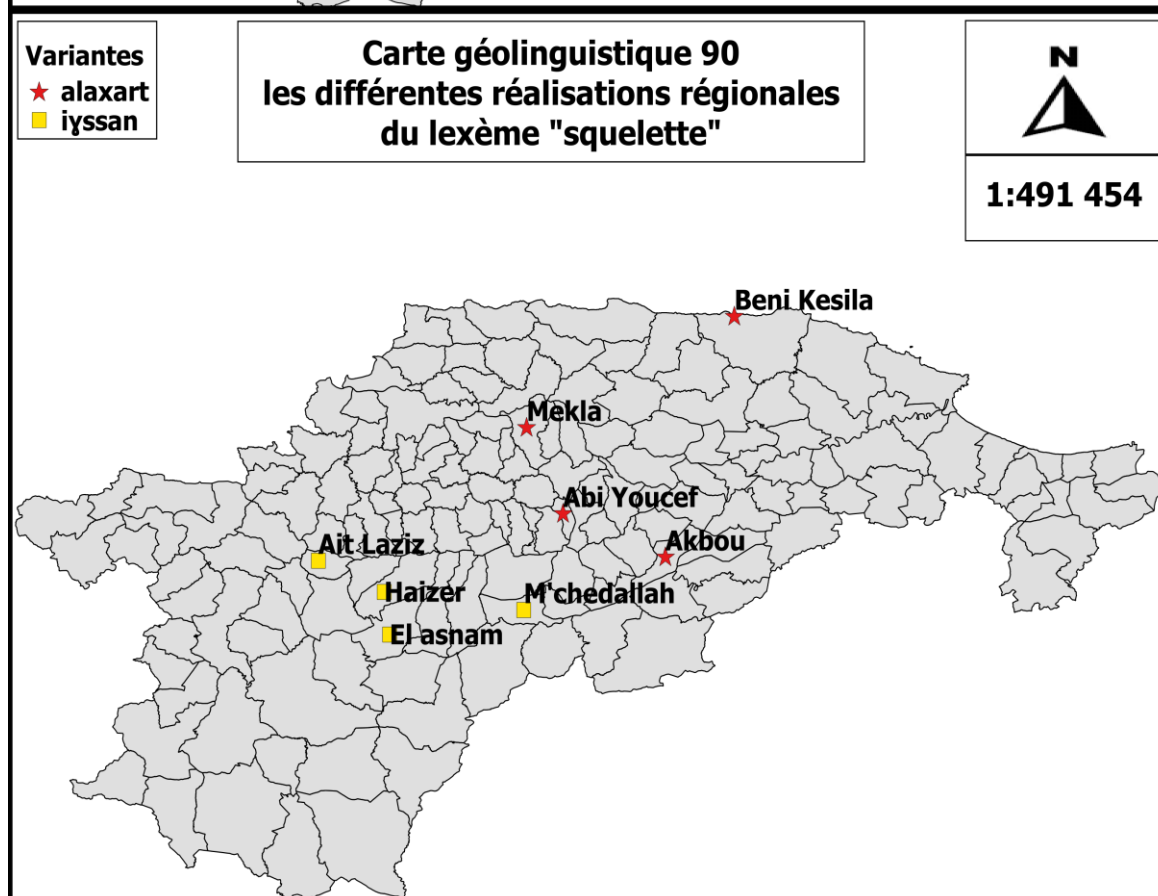 Variantes
alaxart
iɣssan
Carte géolinguistique 90
les différentes réalisations régionales
du lexème "squelette"
N
1:491 454
Beni Kesila
Mekla
Abi Youcef
Akbou
Ait Laziz
Haizer
M'chedallah
El asnam